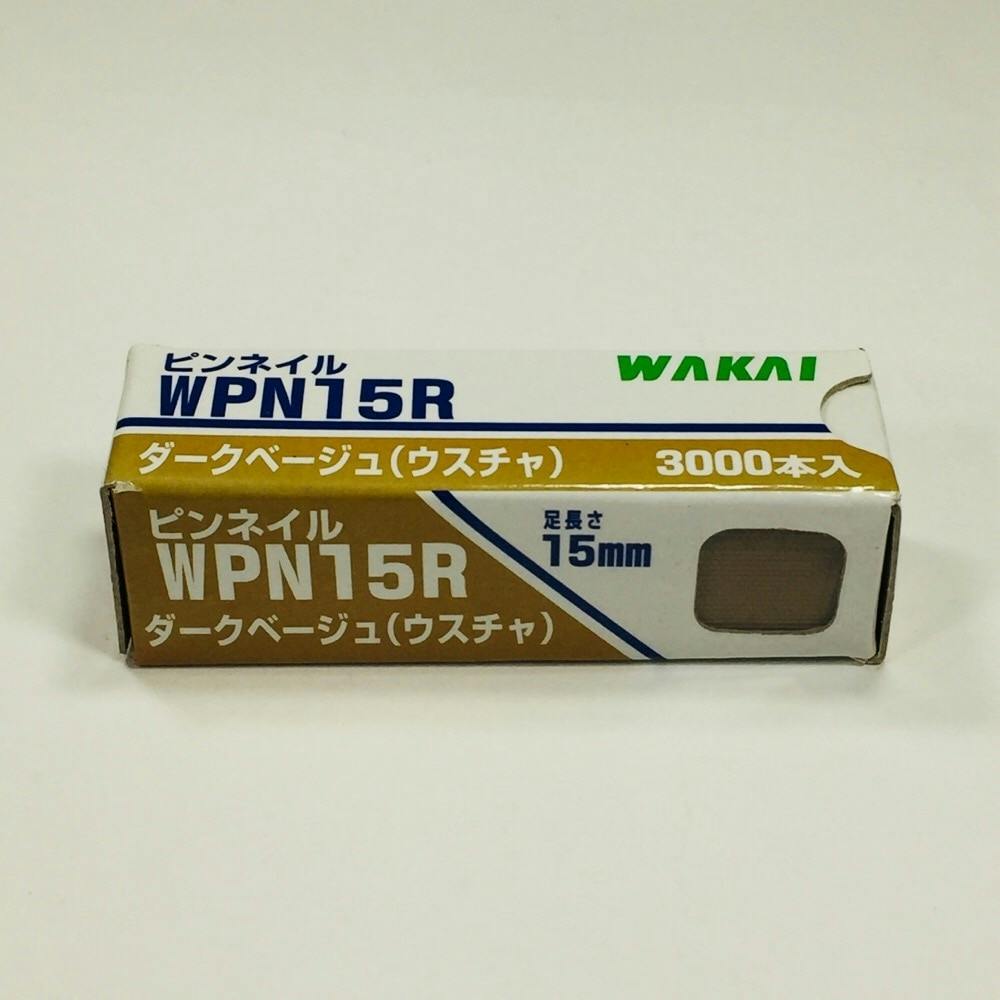 ピンネイル
WPN15R
WAKAI
ダークベージュ(ウスチャ)
3000本入
ピンネイル
WPN15R
ダークベージュ(ウスチャ)
足長さ
15mm